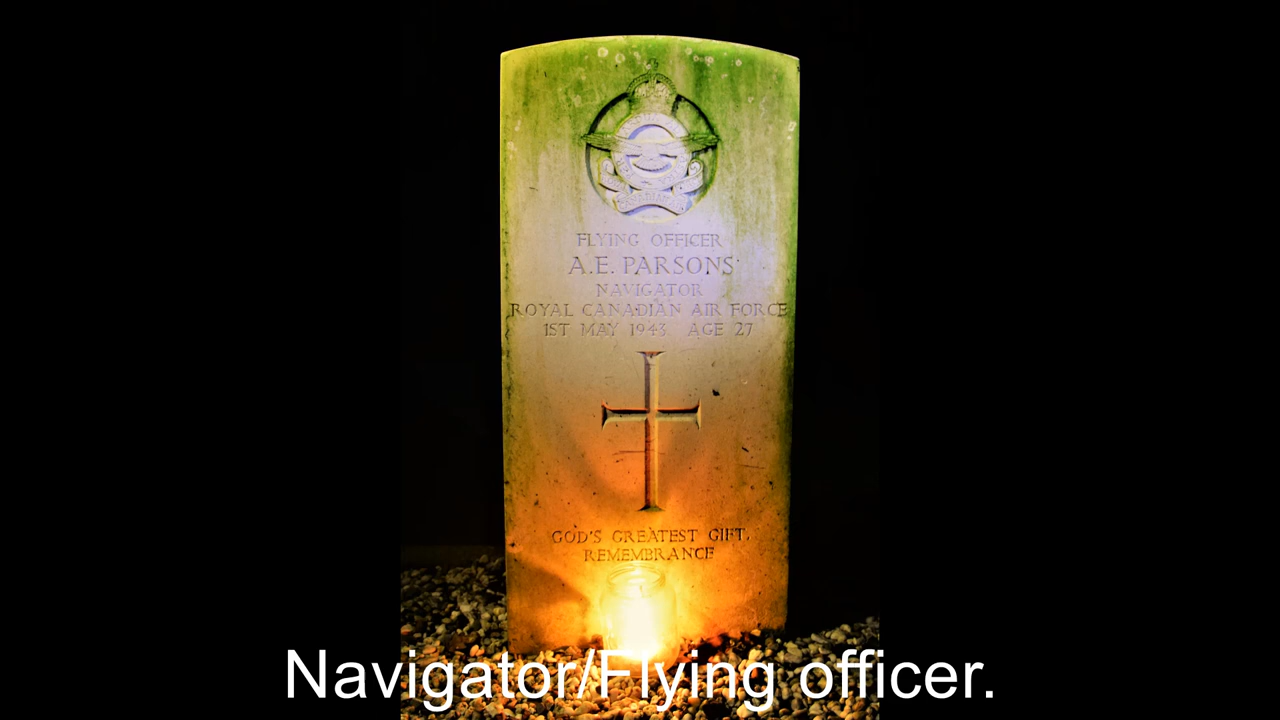 FLYING OFFICER
A.E. PARSONS
NAVIGATOR
ROYAL CANADIAN AIR FORCE
1ST MAY 1943 AGE 27
GOD'S GREATEST GIFT,
REMEMBRANCE
Navigator/Flying officer.